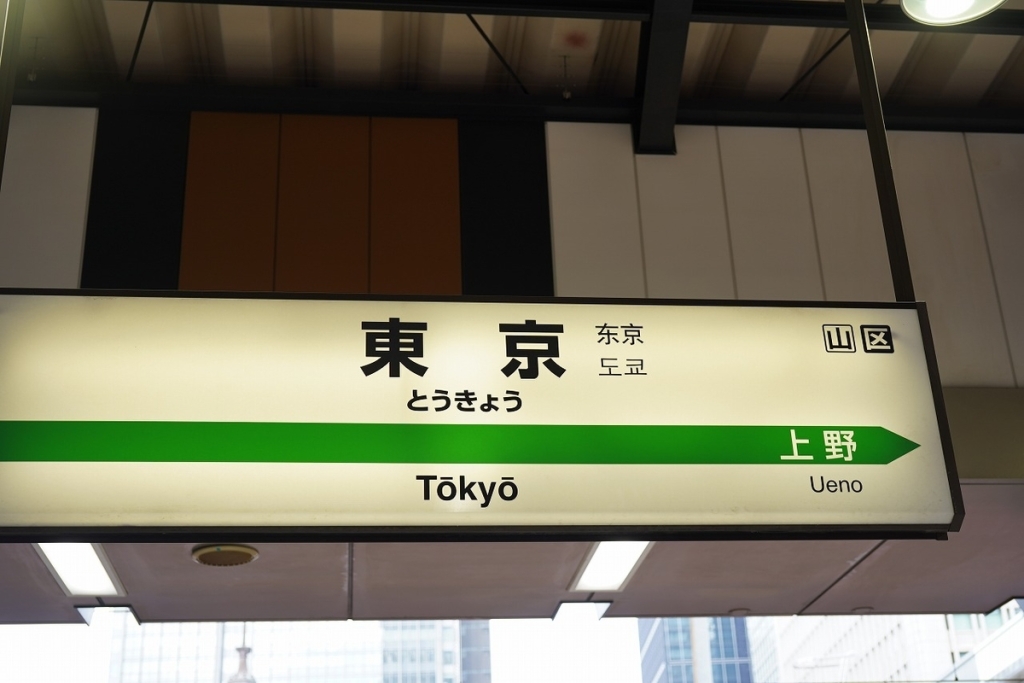 東京 东京
도쿄
山 区
とうきょう
上野
Tōkyō
Ueno